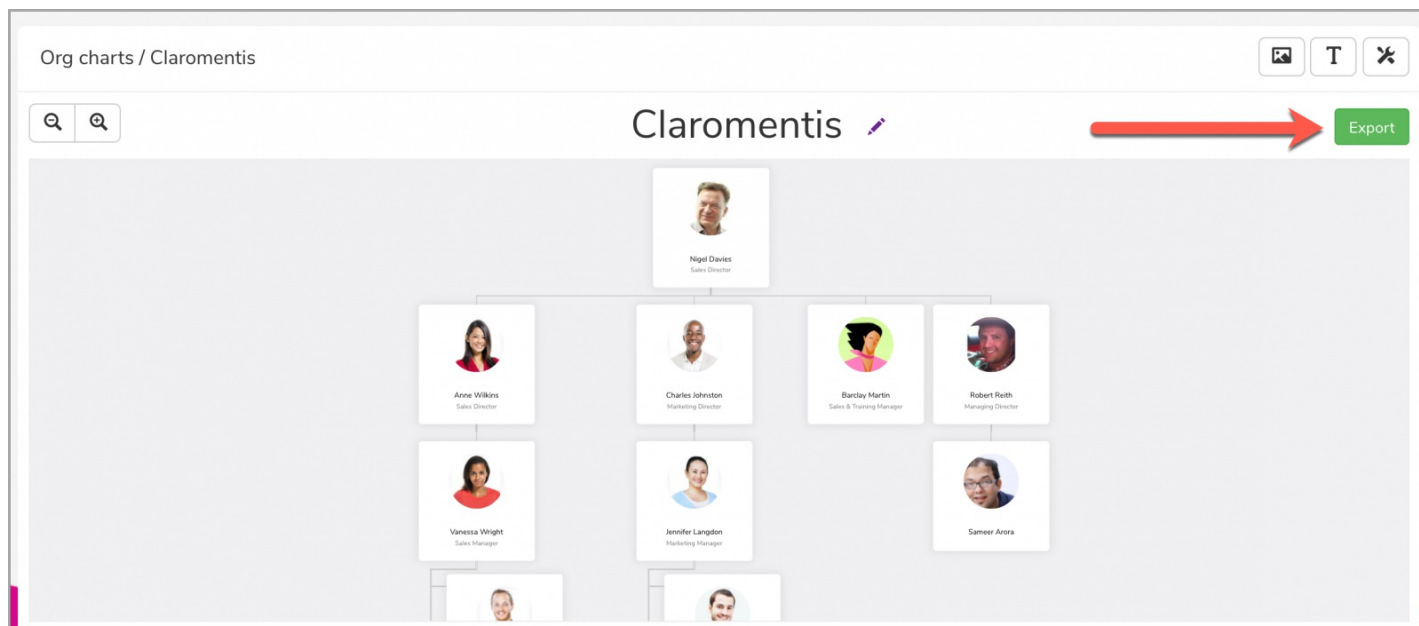 Org charts / Claromentis
T
Claromentis
Export
Nigel Davies
Sales Director
Anne Wilkins
Sales Director
Charles Johnston
Marketing Director
Barclay Martin
Sales & Training Manager
Robert Reith
Managing Director
Vanessa Wright
Sales Manager
Jennifer Langdon
Marketing Manager
Sameer Arora